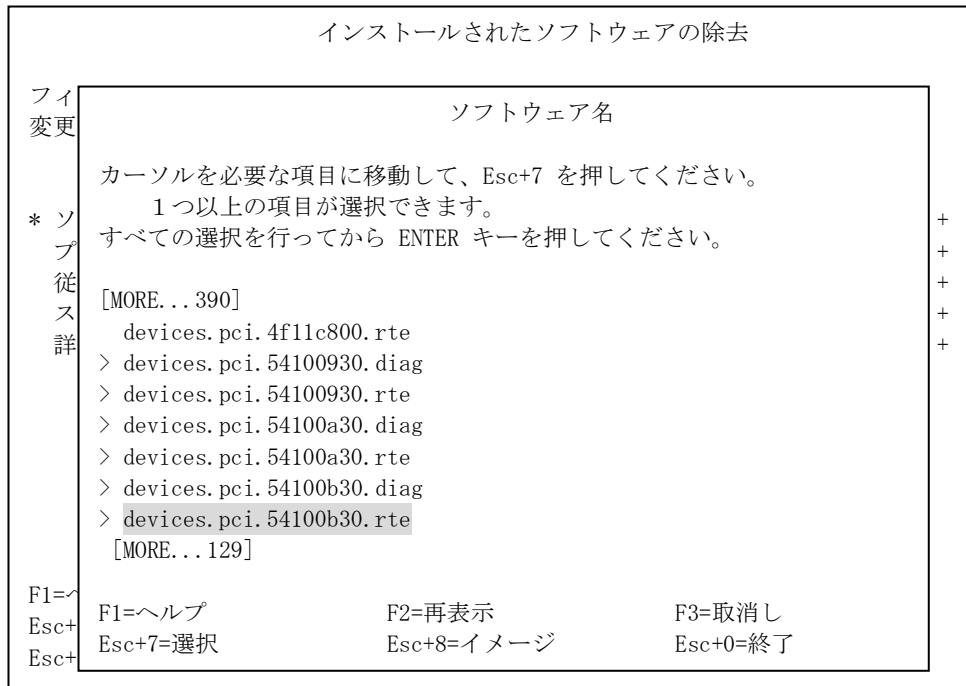 インストールされたソフトウェアの除去
フィ
変更
ソフトウェア名
カーソルを必要な項目に移動して、Esc+7 を押してください。
１つ以上の項目が選択できます。
すべての選択を行ってから ENTER キーを押してください。
* ソ +
プ +
従 +
ス +
詳 +
[MORE...390]
devices.pci.4f11c800.rte
> devices.pci.54100930.diag
> devices.pci.54100930.rte
> devices.pci.54100a30.diag
> devices.pci.54100a30.rte
> devices.pci.54100b30.diag
> devices.pci.54100b30.rte
[MORE...129]
F1=ヘ
Esc+
Esc+
F1=ヘルプ F2=再表示 F3=取消し
Esc+7=選択 Esc+8=イメージ Esc+0=終了